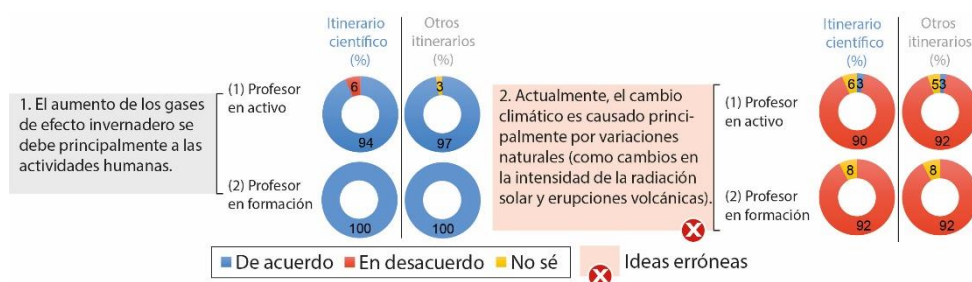 Itinerario
científico
(%)
Otros
itinerarios
(%)
1. El aumento de los gases
de efecto invernadero se
debe principalmente a las
actividades humanas.
(1) Profesor
en activo
6
94
3
97
(2) Profesor
en formación
100
100
2. Actualmente, el cambio
climático es causado princi-
palmente por variaciones
naturales (como cambios en
la intensidad de la radiación
solar y erupciones volcánicas).
X
Itinerario
científico
(%)
Otros
itinerarios
(%)
(1) Profesor
en activo
6 3
90
5 3
92
(2) Profesor
en formación
8
92
8
92
De acuerdo En desacuerdo No sé
X Ideas erróneas